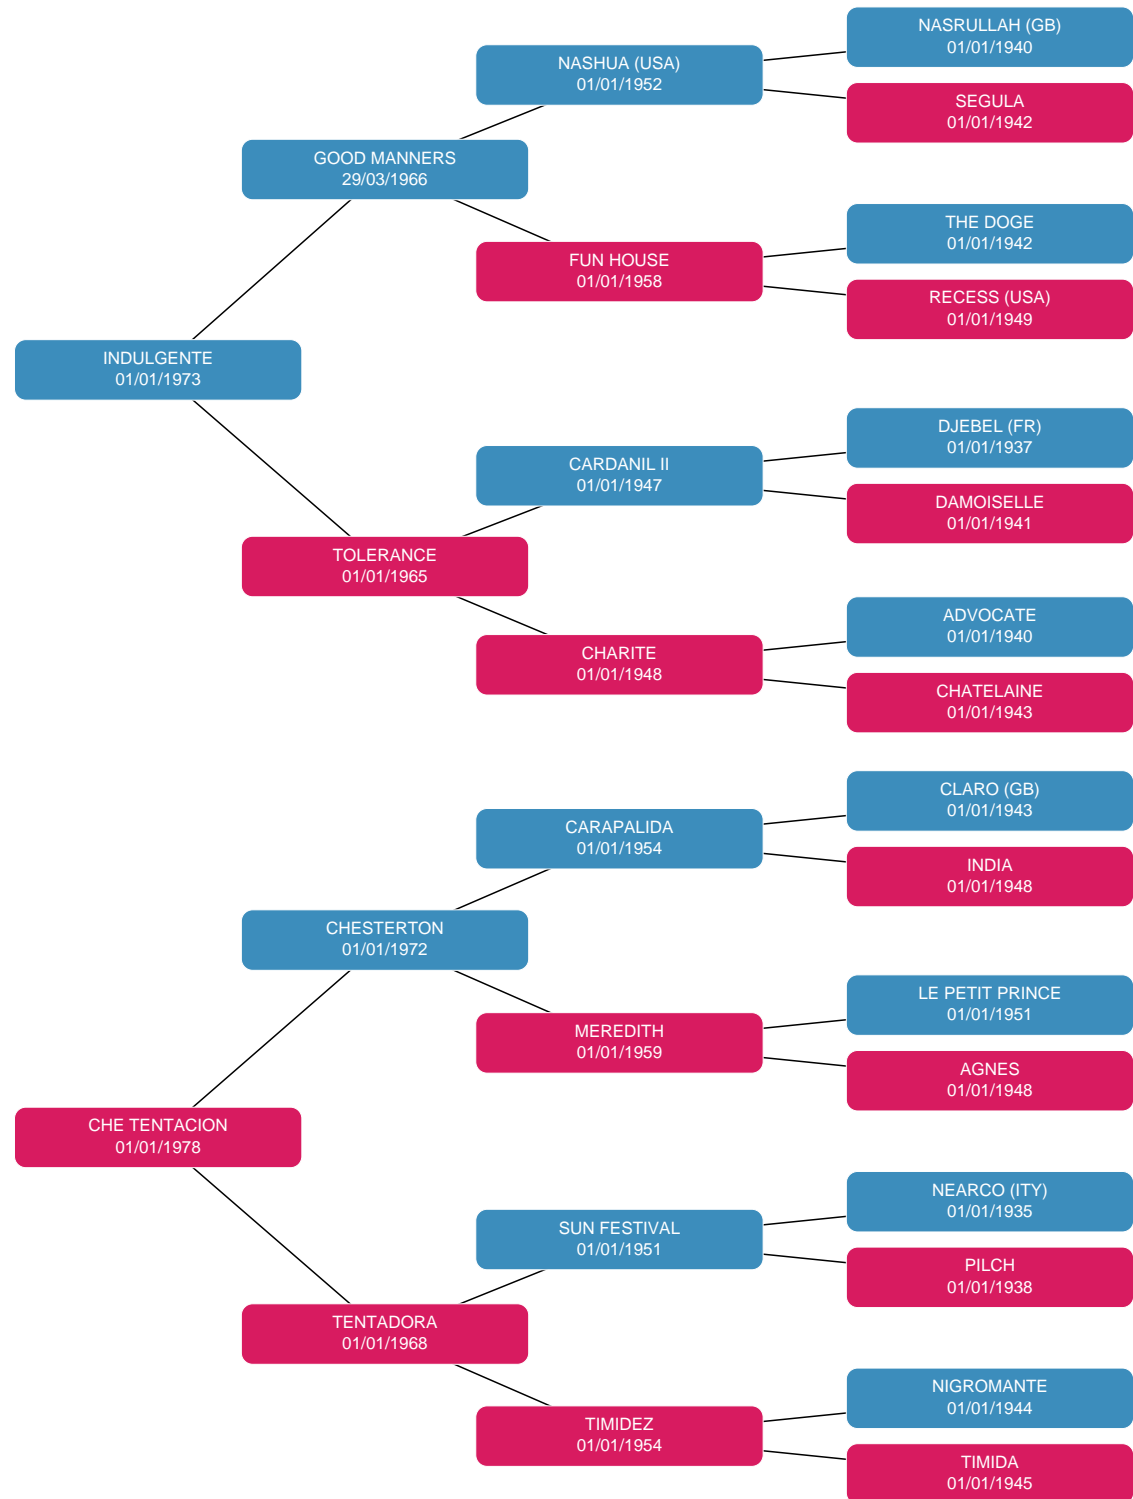 NASRULLAH (GB)
01/01/1940
NASHUA (USA)
01/01/1952
SEGULA
01/01/1942
GOOD MANNERS
29/03/1966
THE DOGE
01/01/1942
FUN HOUSE
01/01/1958
RECESS (USA)
01/01/1949
INDULGENTE
01/01/1973
DJEBEL (FR)
01/01/1937
CARDANIL II
01/01/1947
DAMOISELLE
01/01/1941
TOLERANCE
01/01/1965
ADVOCATE
01/01/1940
CHARITE
01/01/1948
CHATELAINE
01/01/1943
CLARO (GB)
01/01/1943
CARAPALIDA
01/01/1954
INDIA
01/01/1948
CHESTERTON
01/01/1972
LE PETIT PRINCE
01/01/1951
MEREDITH
01/01/1959
AGNES
01/01/1948
CHE TENTACION
01/01/1978
NEARCO (ITY)
01/01/1935
SUN FESTIVAL
01/01/1951
PILCH
01/01/1938
TENTADORA
01/01/1968
NIGROMANTE
01/01/1944
TIMIDEZ
01/01/1954
TIMIDA
01/01/1945